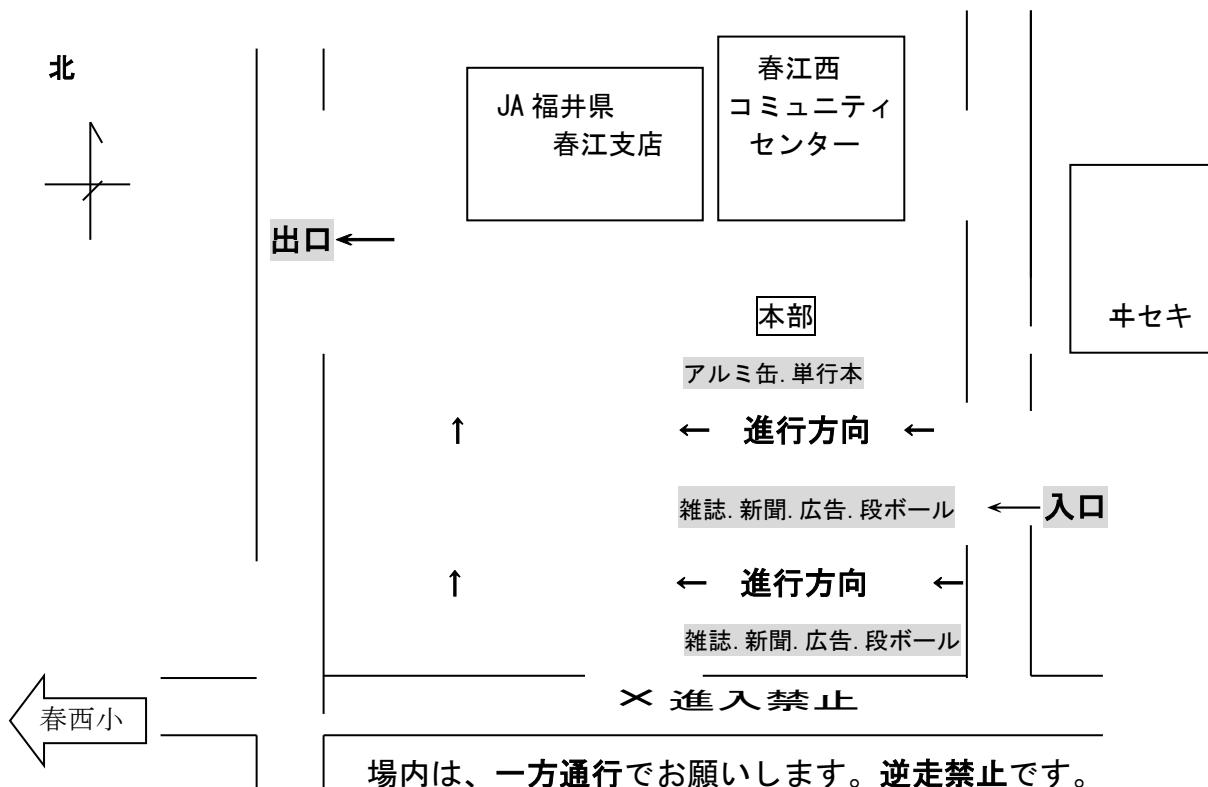 北
JA福井県
春江支店
春江西
コミュニティ
センター
出口←
本部
ヰセキ
アルミ缶.単行本
↑ ← 進行方向 ←
雑誌.新聞.広告.段ボール ← 入口
↑ ← 進行方向 ←
雑誌.新聞.広告.段ボール
×進入禁止
春西小
場内は、一方通行でお願いします。逆走禁止です。